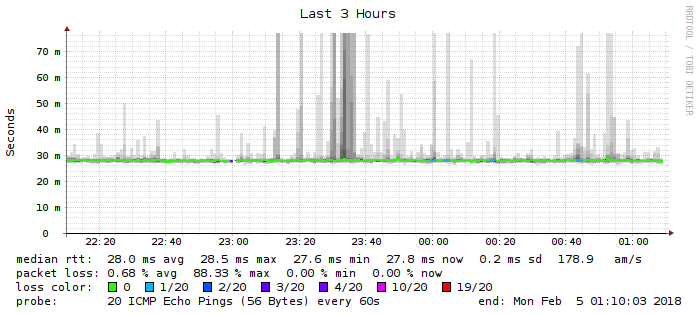 Last 3 Hours
RRDTOOL / TOBI OETIKER
Seconds
70 m
60 m
50 m
40 m
30 m
20 m
10 m
0
22:20 22:40 23:00 23:20 23:40 00:00 00:20 00:40 01:00
median rtt: 28.0 ms avg 28.5 ms max 27.6 ms min 27.8 ms now 0.2 ms sd 178.9 am/s
packet loss: 0.68 % avg 88.33 % max 0.00 % min 0.00 % now
loss color: 0 1/20 2/20 3/20 4/20 10/20 19/20
probe: 20 ICMP Echo Pings (56 Bytes) every 60s end: Mon Feb 5 01:10:03 2018